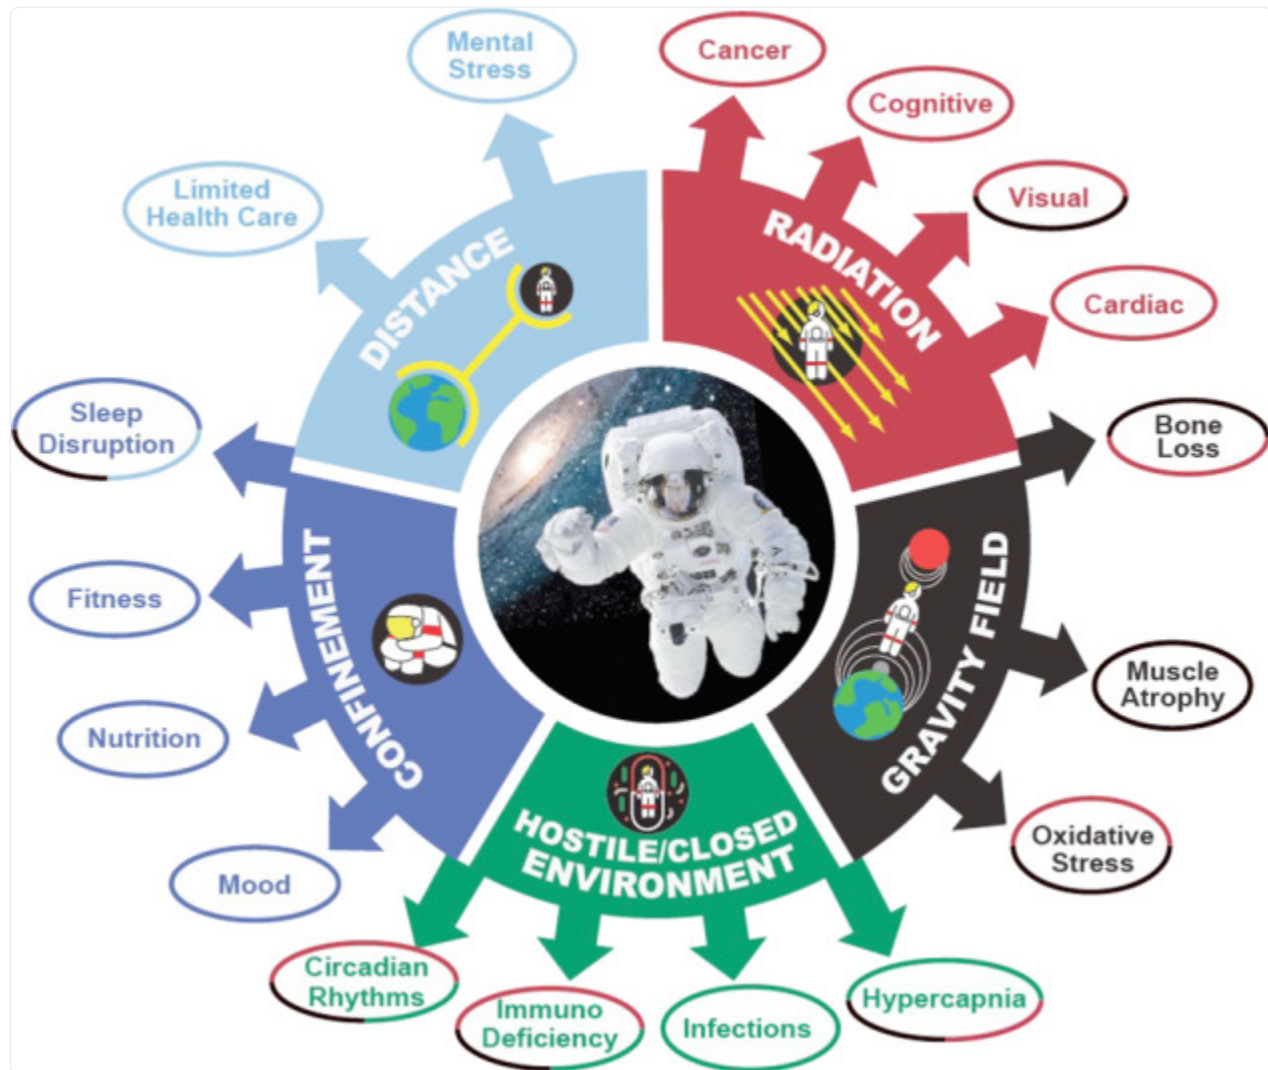 Mental
Stress
Cancer
Cognitive
Limited
Health Care
Visual
DISTANCE
RADIATION
Cardiac
Sleep
Disruption
Bone
Loss
Fitness
CONFINEMENT
GRAVITY FIELD
Nutrition
Muscle
Atrophy
HOSTILE/CLOSED
ENVIRONMENT
Mood
Oxidative
Stress
Circadian
Rhythms
Immuno
Deficiency
Infections
Hypercapnia